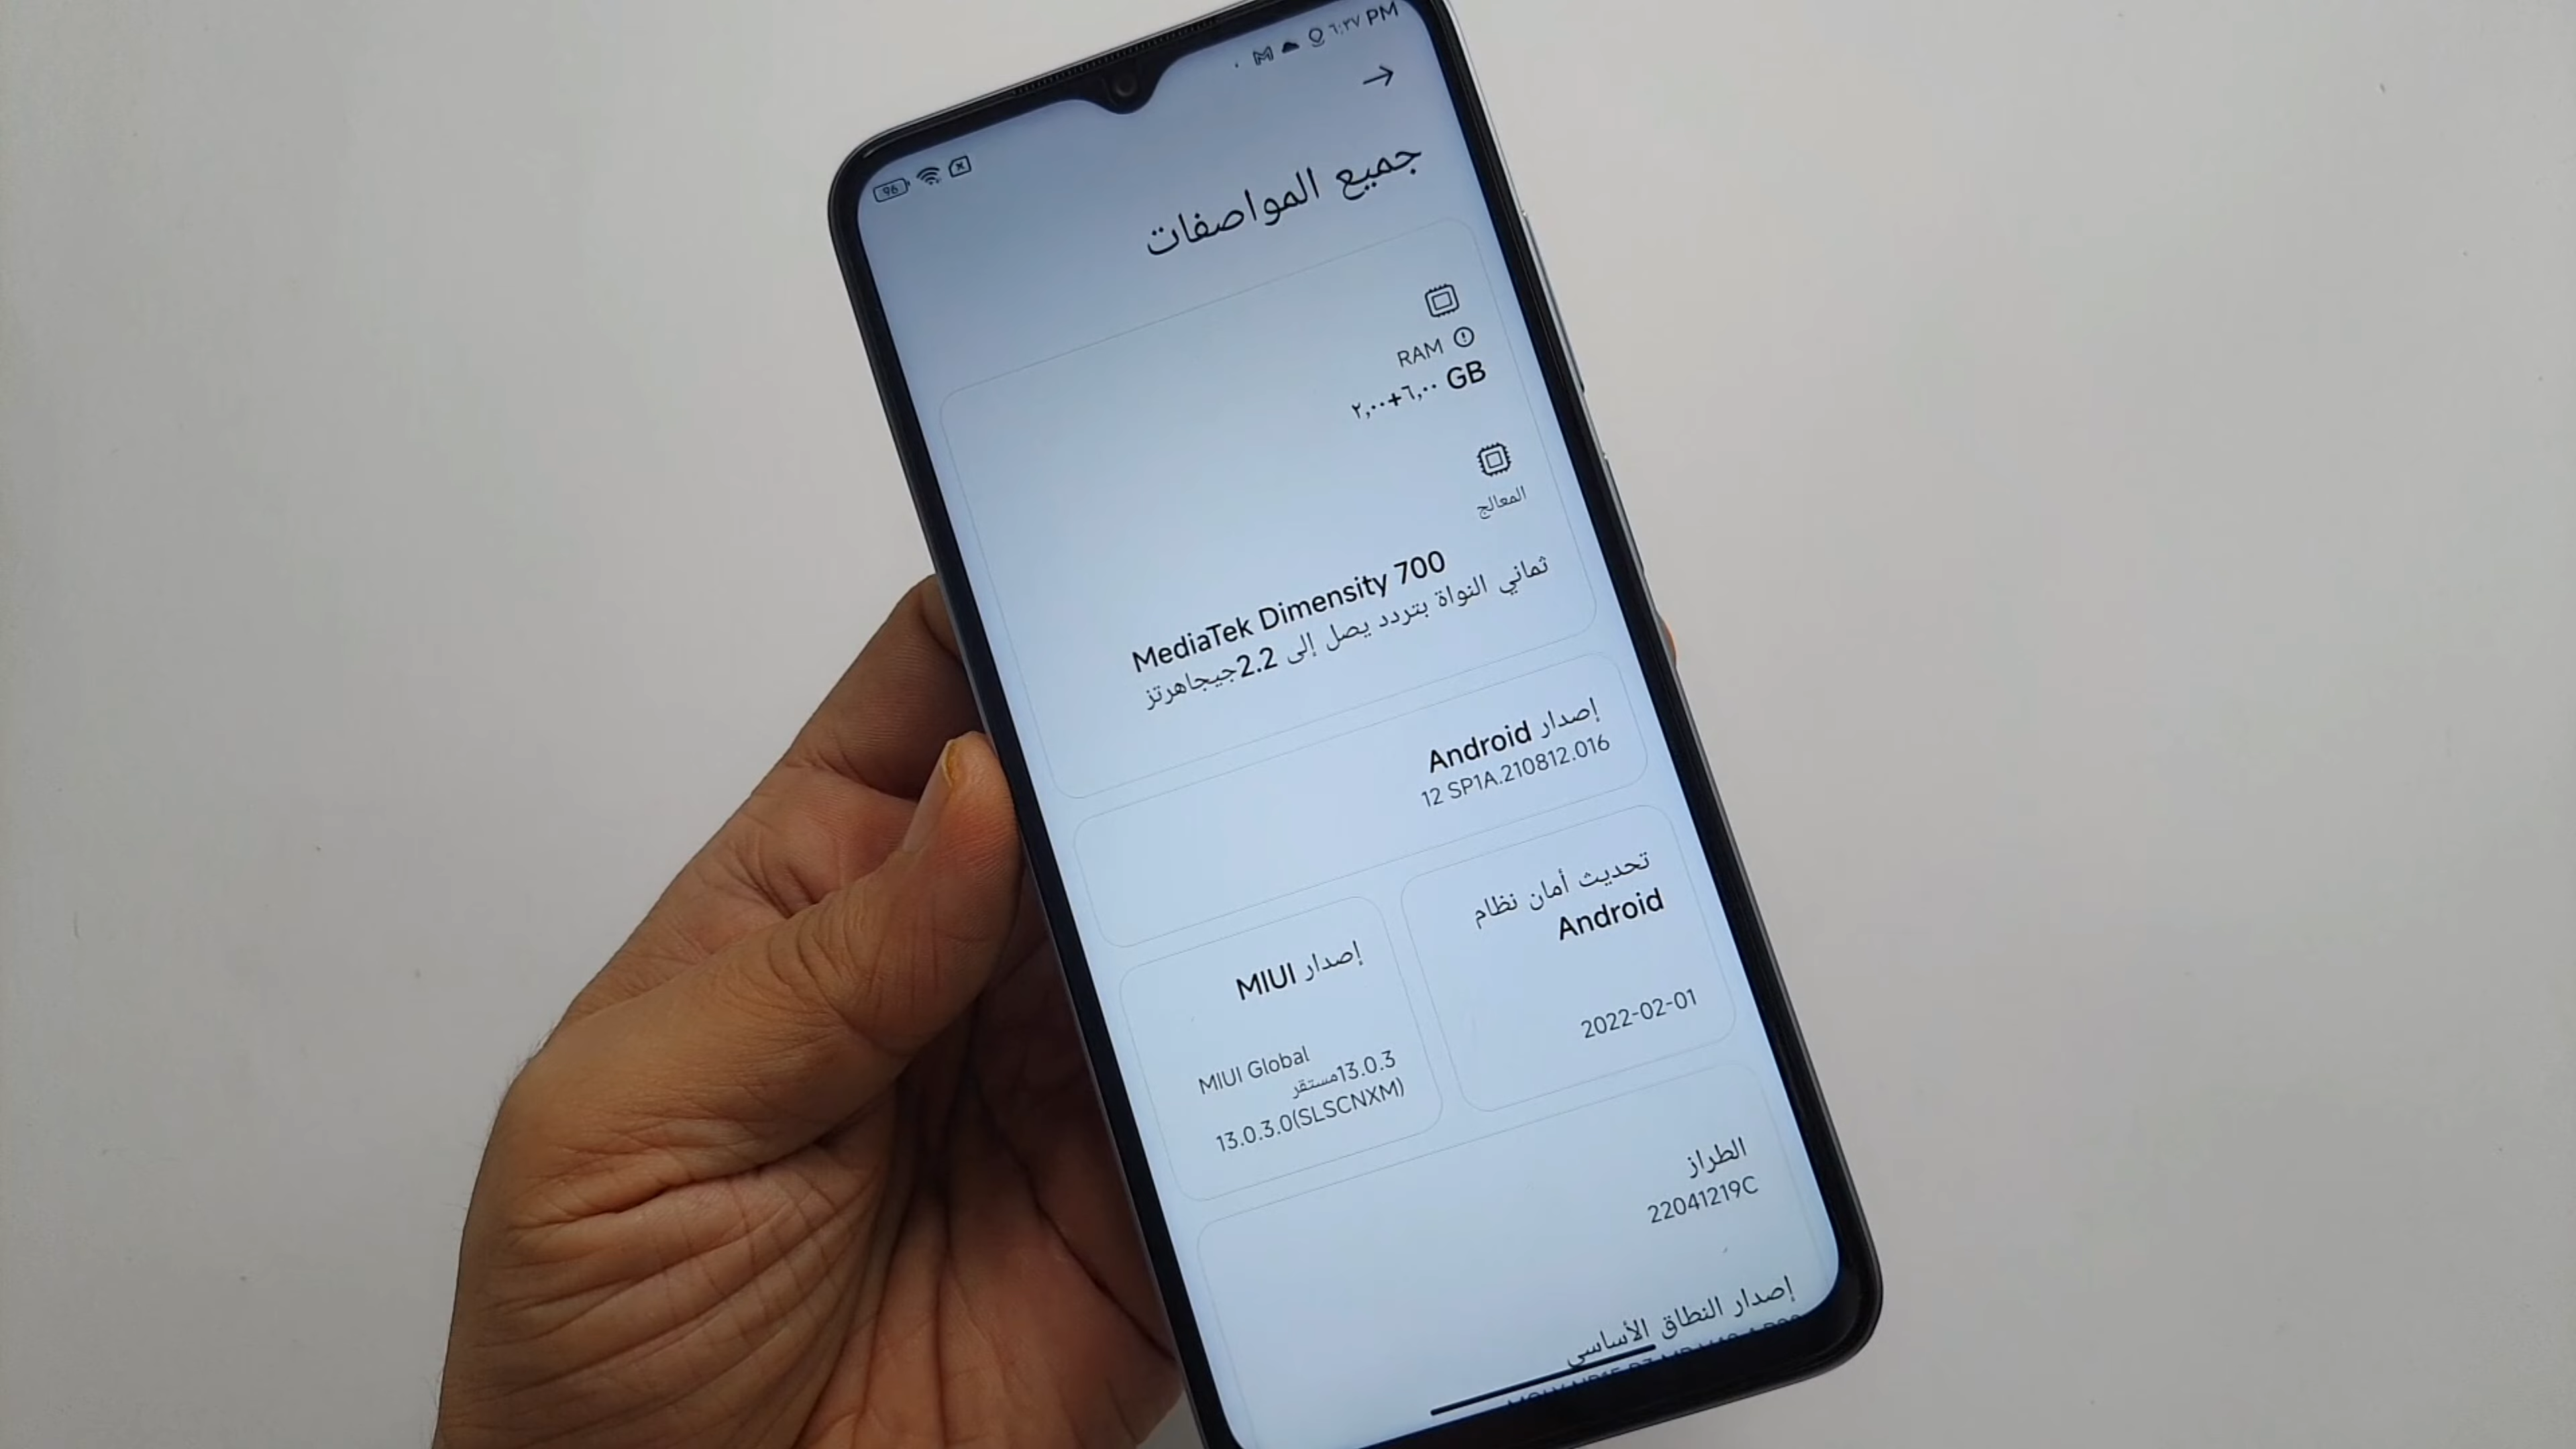 ٦:٢٧ PM
96
جميع المواصفات
RAM
٢,٠٠+٦,٠٠ GB
المعالج
MediaTek Dimensity 700
ثماني النواة بتردد يصل إلى 2.2جيجاهرتز
إصدار Android
12 SP1A.210812.016
تحديث أمان نظام
Android
2022-02-01
إصدار MIUI
MIUI Global
13.0.3مستقر
13.0.3.0(SLSCNXM)
الطراز
22041219C
إصدار النطاق الأساسي